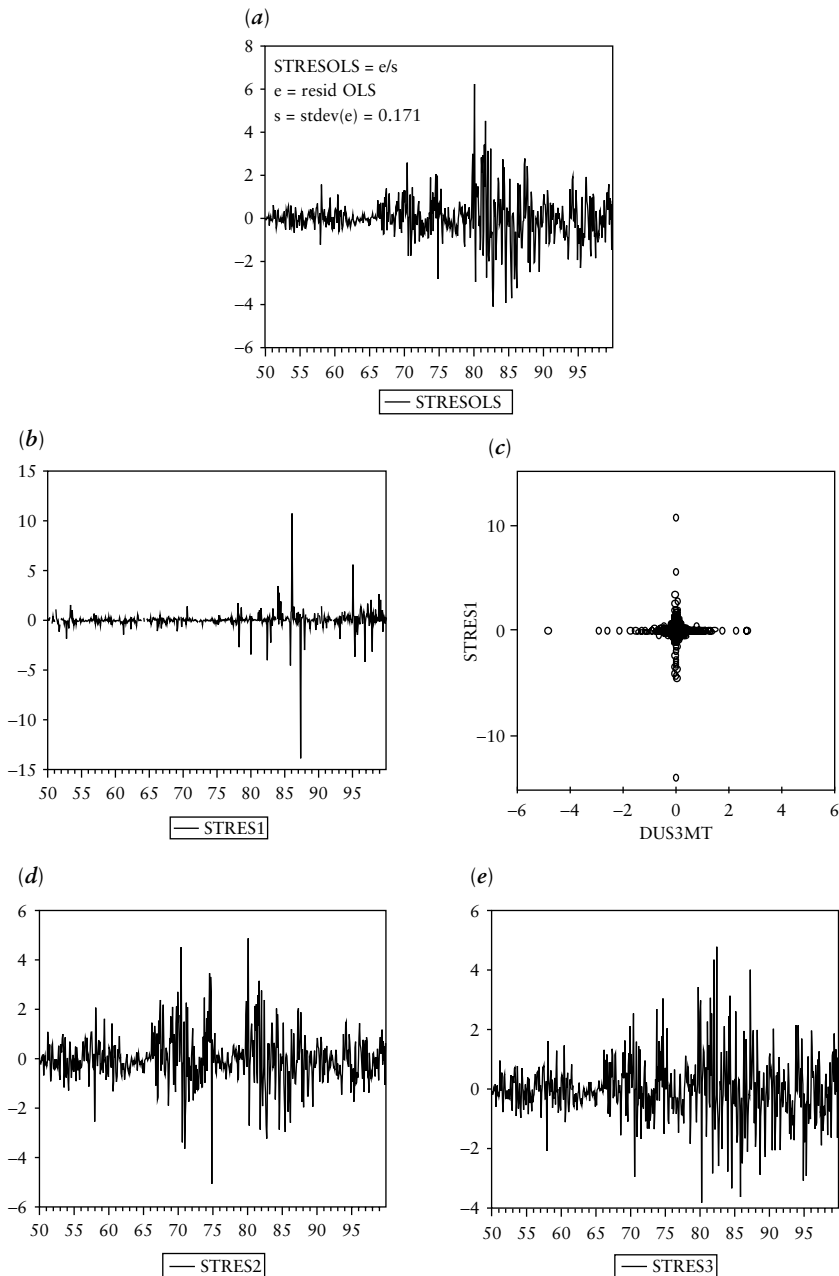 (a)
8
6
4
2
0
−2
−4
−6
STRESOLS = e/s
e = resid OLS
s = stdev(e) = 0.171
50 55 60 65 70 75 80 85 90 95
STRESOLS
(b)
15
10
5
0
−5
−10
−15
50 55 60 65 70 75 80 85 90 95
STRES1
(c)
STRES1
10
0
−10
−6 −4 −2 0 2 4 6
DUS3MT
(d)
6
4
2
0
−2
−4
−6
50 55 60 65 70 75 80 85 90 95
STRES2
(e)
6
4
2
0
−2
−4
50 55 60 65 70 75 80 85 90 95
STRES3